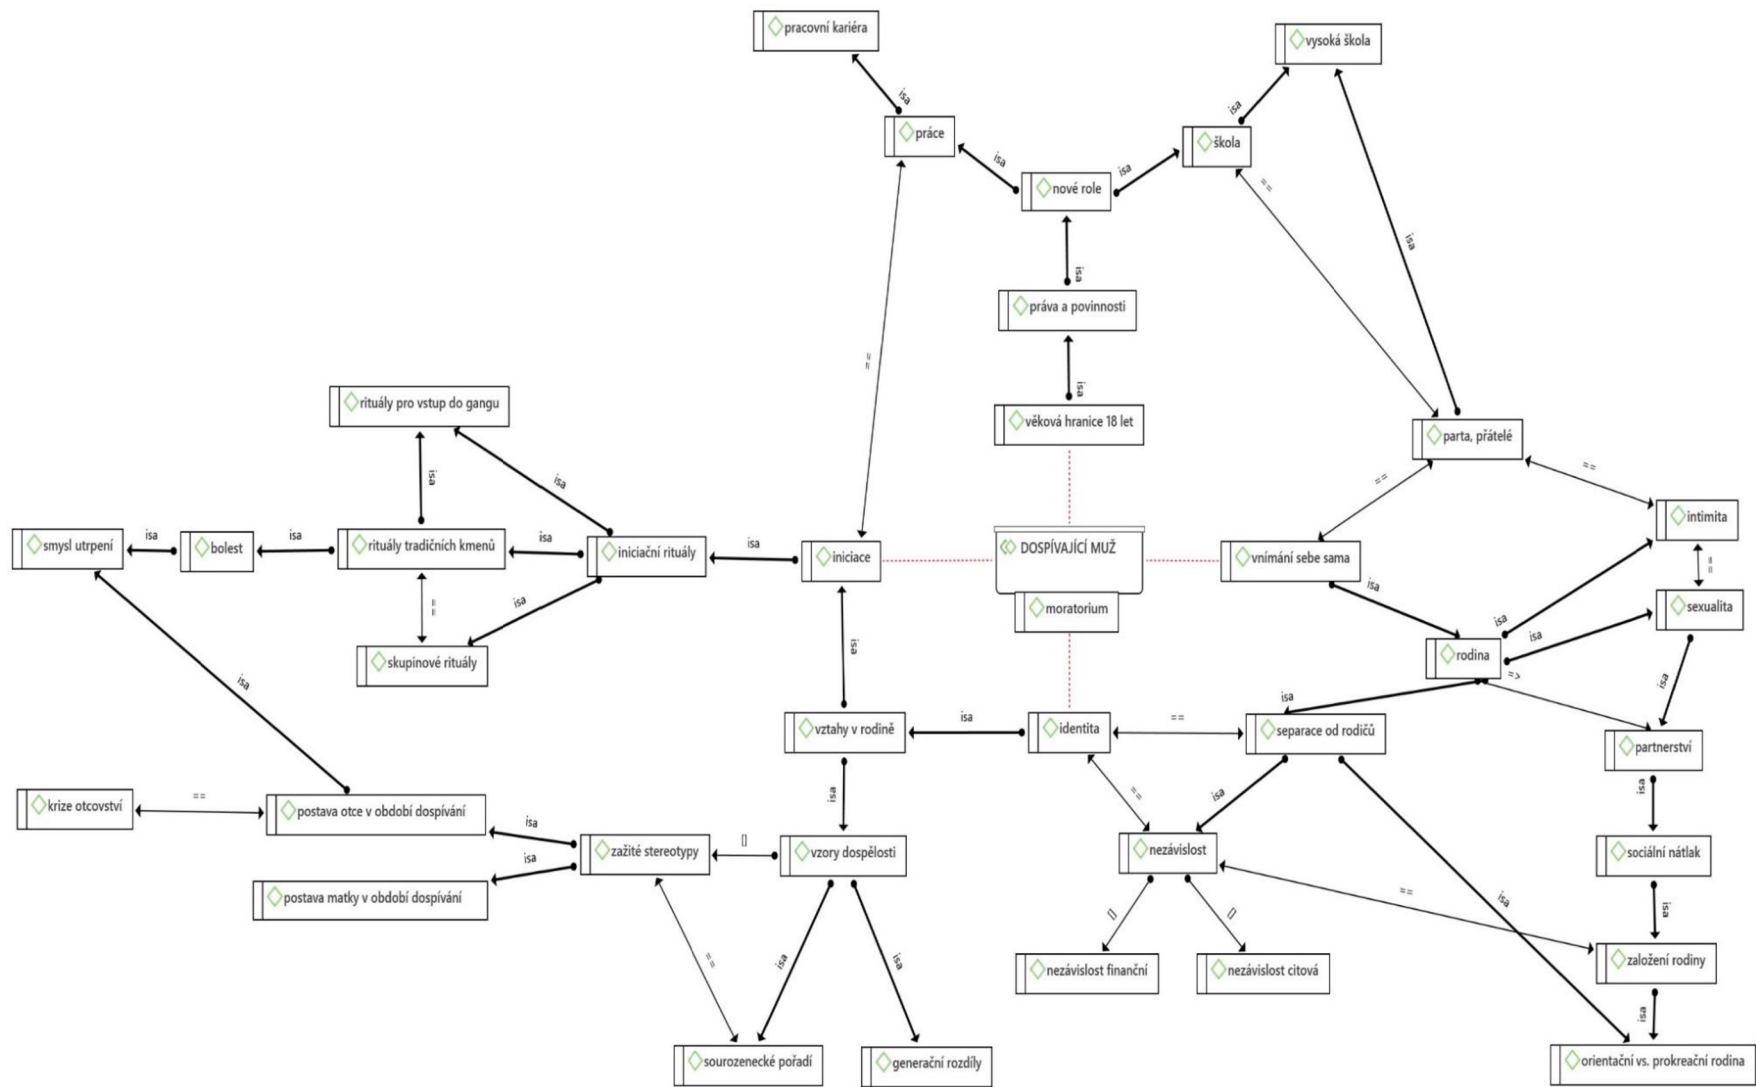 pracovní kariéra
vysoká škola
isa
isa
práce
škola
isa
isa
==
nové role
isa
isa
práva a povinnosti
==
isa
rituály pro vstup do gangu
věková hranice 18 let
parta, přátelé
isa
isa
==
==
smysl utrpení
isa
bolest
isa
rituály tradičních kmenů
isa
iniciační rituály
isa
iniciace
DOSPÍVAJÍCÍ MUŽ
vnímání sebe sama
intimita
==
isa
==
moratorium
isa
isa
sexualita
skupinové rituály
isa
isa
rodina
=>
isa
isa
isa
vztahy v rodině
isa
identita
==
separace od rodičů
partnerství
krize otcovství
==
postava otce v období dospívání
isa
isa
==
isa
isa
zažité stereotypy
[]
vzory dospělosti
nezávislost
sociální nátlak
isa
postava matky v období dospívání
==
isa
isa
isa
[]
[]
==
isa
nezávislost finanční
nezávislost citová
založení rodiny
isa
sourozenecké pořadí
generační rozdíly
orientační vs. prokreační rodina